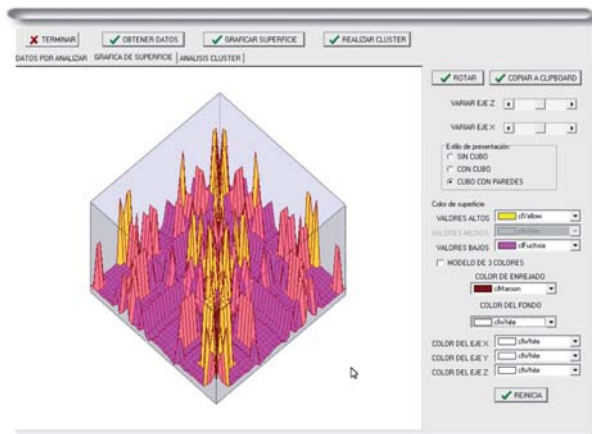 TERMINAR OBTENER DATOS GRAFICAR SUPERFICIE REALIZAR CLUSTER
DATOS POR ANALIZAR GRAFICA DE SUPERFICIE ANALISIS CLUSTER
ROTAR COPIAR A CLIPBOARD
VARIAR EJE Z
VARIAR EJE X
Estilo de presentación
SIN CUBO
CON CUBO
CUBO CON PAREDES
Color de superficie
VALORES ALTOS clYellow
VALORES MEDIOS
VALORES BAJOS clFuchsia
MODELO DE 3 COLORES
COLOR DE ENREJADO
clMaroon
COLOR DEL FONDO
clWhite
COLOR DEL EJE X clWhite
COLOR DEL EJE Y clWhite
COLOR DEL EJE Z clWhite
REINICIA